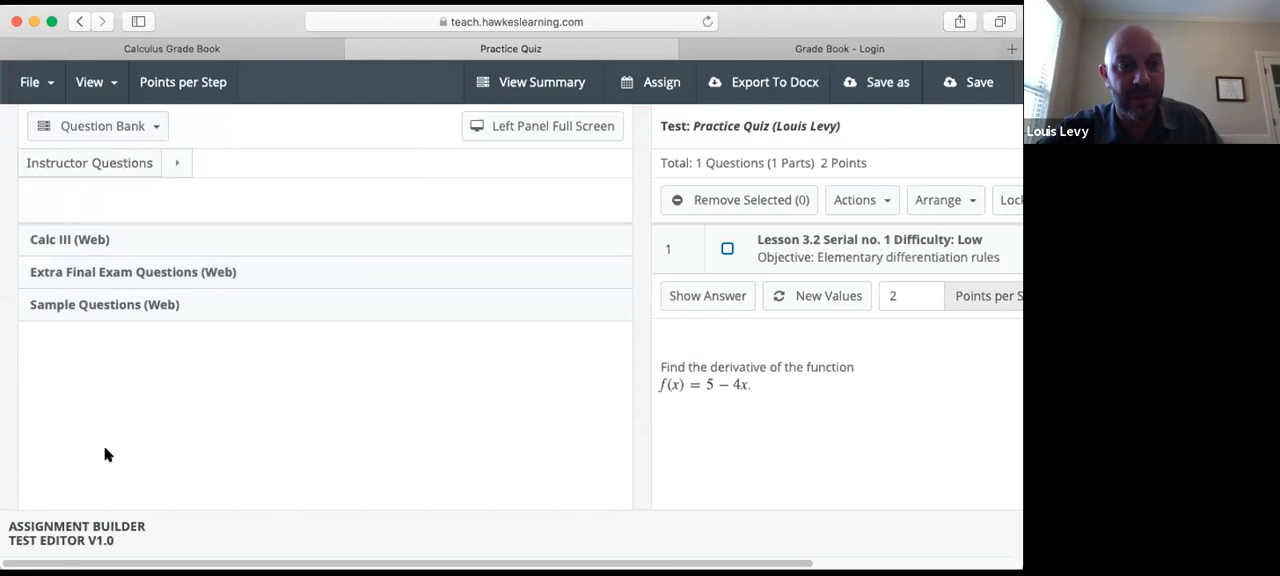 teach.hawkeslearning.com
Calculus Grade Book
Practice Quiz
Grade Book - Login
File
View
Points per Step
View Summary
Assign
Export To Docx
Save as
Save
Question Bank
Left Panel Full Screen
Instructor Questions
Calc III (Web)
Extra Final Exam Questions (Web)
Sample Questions (Web)
Test: Practice Quiz (Louis Levy)
Total: 1 Questions (1 Parts) 2 Points
Remove Selected (0)
Actions
Arrange
Loc
1
Lesson 3.2 Serial no. 1 Difficulty: Low
Objective: Elementary differentiation rules
Show Answer
New Values
2
Points per S
Find the derivative of the function
f(x) = 5 − 4x.
ASSIGNMENT BUILDER
TEST EDITOR V1.0
Louis Levy